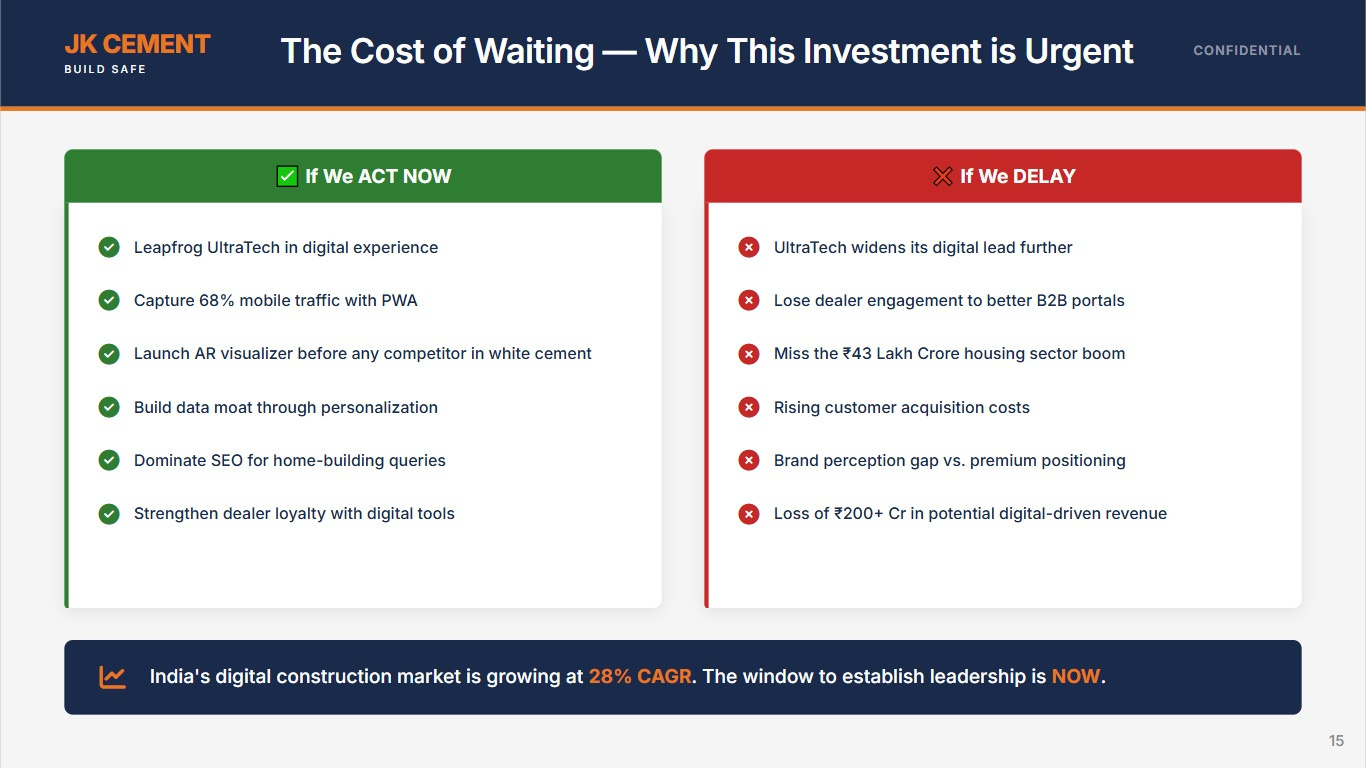 JK CEMENT
BUILD SAFE
The Cost of Waiting — Why This Investment is Urgent
CONFIDENTIAL
✅ If We ACT NOW
Leapfrog UltraTech in digital experience
Capture 68% mobile traffic with PWA
Launch AR visualizer before any competitor in white cement
Build data moat through personalization
Dominate SEO for home-building queries
Strengthen dealer loyalty with digital tools
❌ If We DELAY
UltraTech widens its digital lead further
Lose dealer engagement to better B2B portals
Miss the ₹43 Lakh Crore housing sector boom
Rising customer acquisition costs
Brand perception gap vs. premium positioning
Loss of ₹200+ Cr in potential digital-driven revenue
India's digital construction market is growing at 28% CAGR. The window to establish leadership is NOW.
15